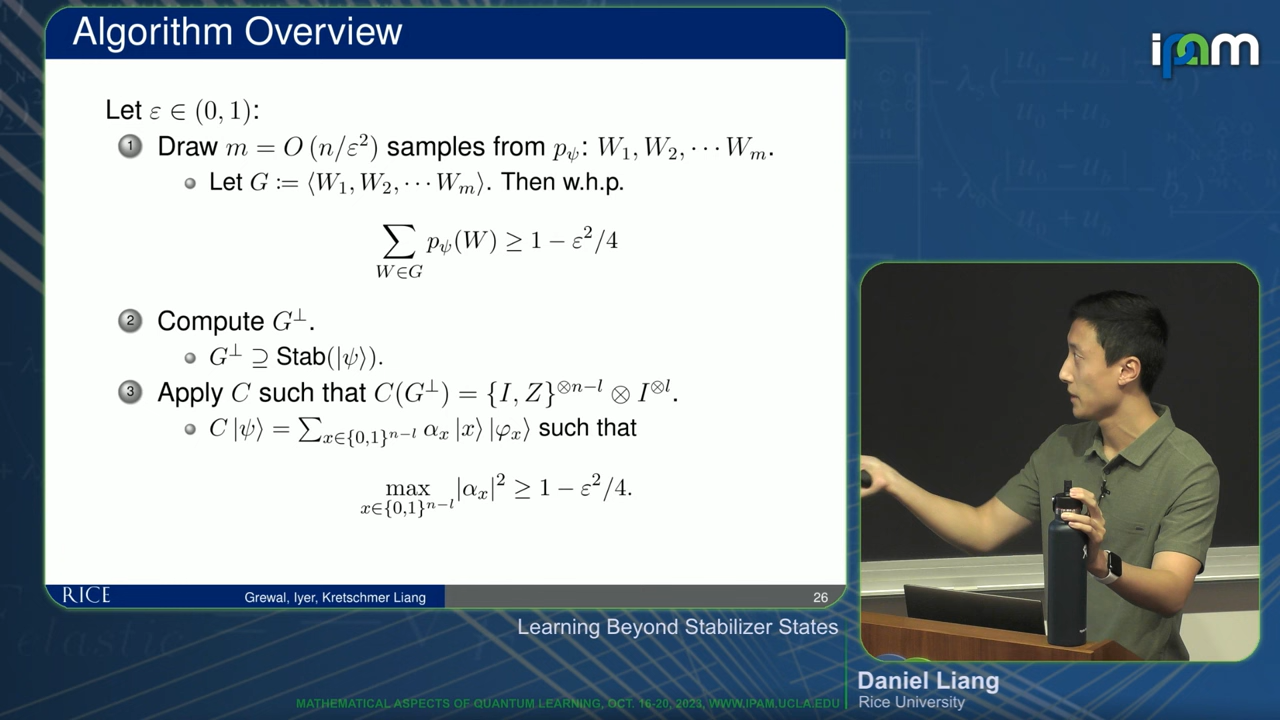 Algorithm Overview
ipam
Let ε ∈ (0, 1):
1 Draw m = O (n/ε²) samples from p_ψ: W₁, W₂, ⋯ W_m.
Let G := ⟨W₁, W₂, ⋯ W_m⟩. Then w.h.p.
∑_{W∈G} p_ψ(W) ≥ 1 − ε²/4
2 Compute G^⊥.
G^⊥ ⊇ Stab(|ψ⟩).
3 Apply C such that C(G^⊥) = {I, Z}^{⊗n−l} ⊗ I^{⊗l}.
C |ψ⟩ = ∑_{x∈{0,1}^{n−l}} α_x |x⟩ |φ_x⟩ such that
max_{x∈{0,1}^{n−l}} |α_x|² ≥ 1 − ε²/4.
RICE
Grewal, Iyer, Kretschmer Liang
26
Learning Beyond Stabilizer States
Daniel Liang
Rice University
MATHEMATICAL ASPECTS OF QUANTUM LEARNING, OCT. 16-20, 2023, WWW.IPAM.UCLA.EDU